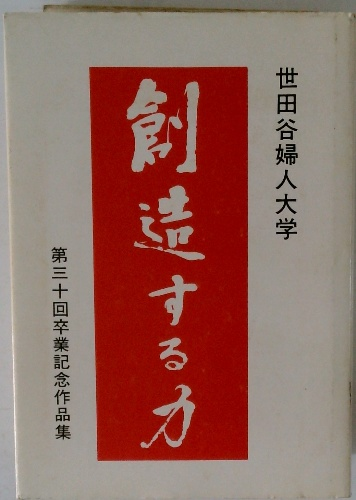 世田谷婦人大学
創造する力
第三十回卒業記念作品集